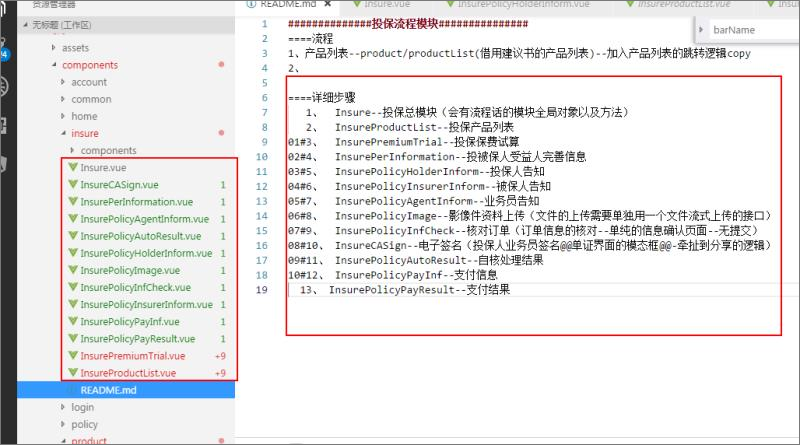 资源管理器
无标题 (工作区)
assets
components
account
common
home
insure
components
Insure.vue
InsureCASign.vue 1
InsurePerInformation.vue 1
InsurePolicyAgentInform.vue 1
InsurePolicyAutoResult.vue 1
InsurePolicyHolderInform.vue 1
InsurePolicyImage.vue 1
InsurePolicyInfCheck.vue 1
InsurePolicyInsurerInform.vue 1
InsurePolicyPayInf.vue 1
InsurePolicyPayResult.vue 1
InsurePremiumTrial.vue +9
InsureProductList.vue +9
README.md
login
policy
product
README.md Insure.vue InsurePolicyHolderInform.vue InsureProductList.vue
barName
1 ##############投保流程模块###############
2 ====流程
3 1、产品列表--product/productList(借用建议书的产品列表)--加入产品列表的跳转逻辑copy
4 2、
5
6 ====详细步骤
7 1、 Insure--投保总模块（会有流程话的模块全局对象以及方法）
8 2、 InsureProductList--投保产品列表
9 01#3、 InsurePremiumTrial--投保保费试算
10 02#4、 InsurePerInformation--投被保人受益人完善信息
11 03#5、 InsurePolicyHolderInform--投保人告知
12 04#6、 InsurePolicyInsurerInform--被保人告知
13 05#7、 InsurePolicyAgentInform--业务员告知
14 06#8、 InsurePolicyImage--影像件资料上传（文件的上传需要单独用一个文件流式上传的接口）
15 07#9、 InsurePolicyInfCheck--核对订单（订单信息的核对--单纯的信息确认页面--无提交）
16 08#10、 InsureCASign--电子签名（投保人业务员签名@@单证界面的模态框@@-牵扯到分享的逻辑）
17 09#11、 InsurePolicyAutoResult--自核处理结果
18 10#12、 InsurePolicyPayInf--支付信息
19 13、 InsurePolicyPayResult--支付结果